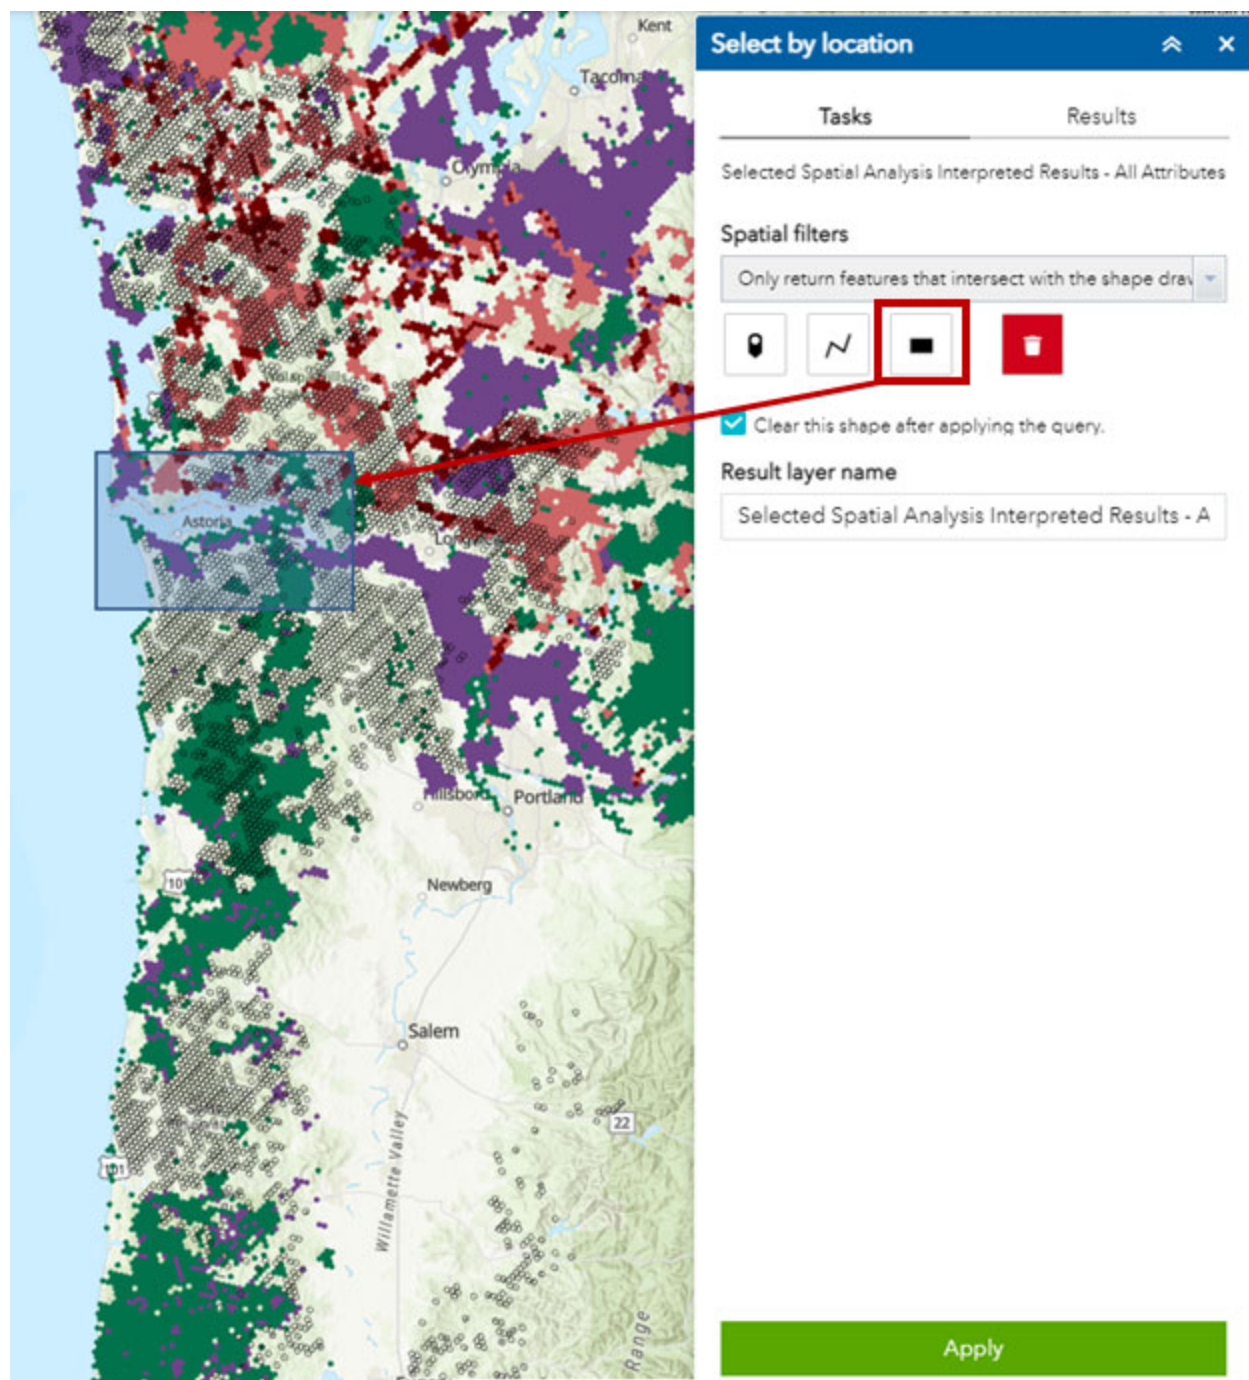 Kent
Tacoma
Olympia
Astoria
Hillsboro
Portland
101
Newberg
Salem
22
101
Willamette Valley
Range
Select by location
Tasks
Results
Selected Spatial Analysis Interpreted Results - All Attributes
Spatial filters
Only return features that intersect with the shape drav
Clear this shape after applying the query.
Result layer name
Selected Spatial Analysis Interpreted Results - A
Apply